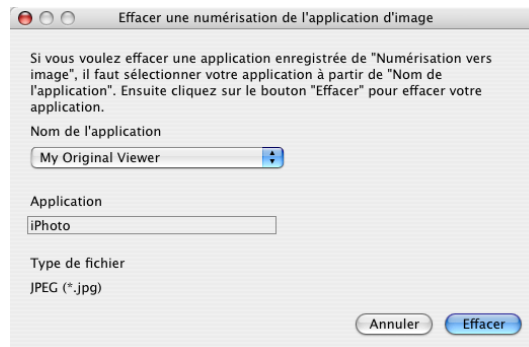 Effacer une numérisation de l'application d'image
Si vous voulez effacer une application enregistrée de "Numérisation vers
image", il faut sélectionner votre application à partir de "Nom de
l'application". Ensuite cliquez sur le bouton "Effacer" pour effacer votre
application.
Nom de l'application
My Original Viewer
Application
iPhoto
Type de fichier
JPEG (*.jpg)
Annuler Effacer